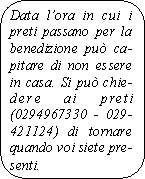 Data l'ora in cui i
preti passano per la
benedizione può ca-
pitare di non essere
in casa. Si può chie-
dere ai preti
(0294967330 - 029-
421124) di tornare
quando voi siete pre-
senti.